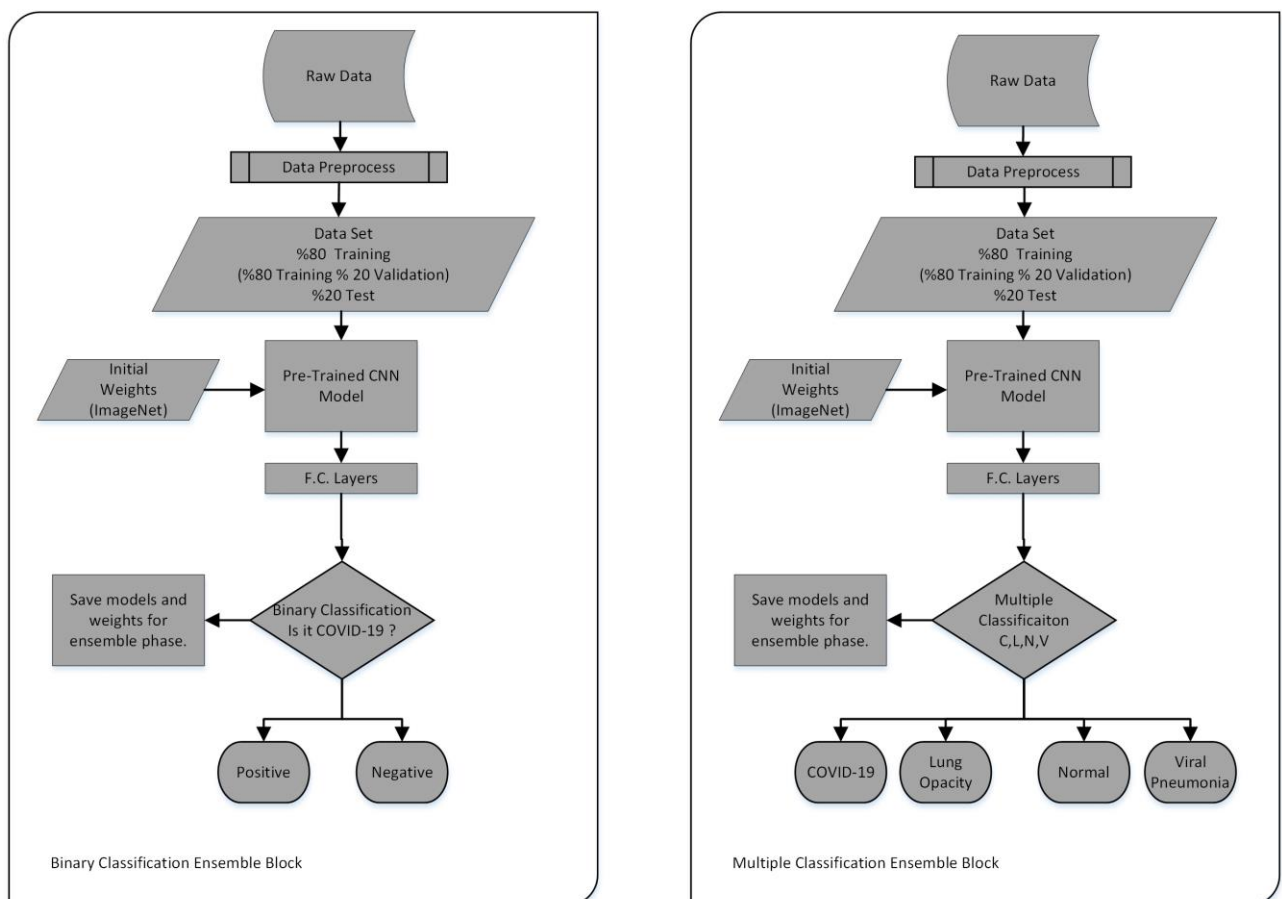 Raw Data
Data Preprocess
Data Set
%80 Training
(%80 Training % 20 Validation)
%20 Test
Initial
Weights
(ImageNet)
Pre-Trained CNN
Model
F.C. Layers
Save models and
weights for
ensemble phase.
Binary Classification
Is it COVID-19 ?
Positive
Negative
Binary Classification Ensemble Block
Raw Data
Data Preprocess
Data Set
%80 Training
(%80 Training % 20 Validation)
%20 Test
Initial
Weights
(ImageNet)
Pre-Trained CNN
Model
F.C. Layers
Save models and
weights for
ensemble phase.
Multiple
Classificaiton
C,L,N,V
COVID-19
Lung
Opacity
Normal
Viral
Pneumonia
Multiple Classification Ensemble Block